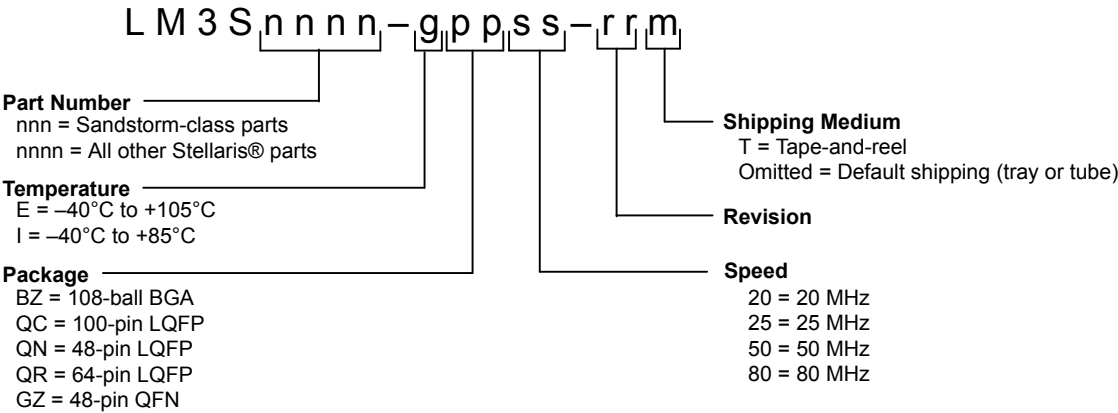 L M 3 S n n n n – g p p s s – r r m
Part Number
nnn = Sandstorm-class parts
nnnn = All other Stellaris® parts
Temperature
E = –40°C to +105°C
I = –40°C to +85°C
Package
BZ = 108-ball BGA
QC = 100-pin LQFP
QN = 48-pin LQFP
QR = 64-pin LQFP
GZ = 48-pin QFN
Shipping Medium
T = Tape-and-reel
Omitted = Default shipping (tray or tube)
Revision
Speed
20 = 20 MHz
25 = 25 MHz
50 = 50 MHz
80 = 80 MHz